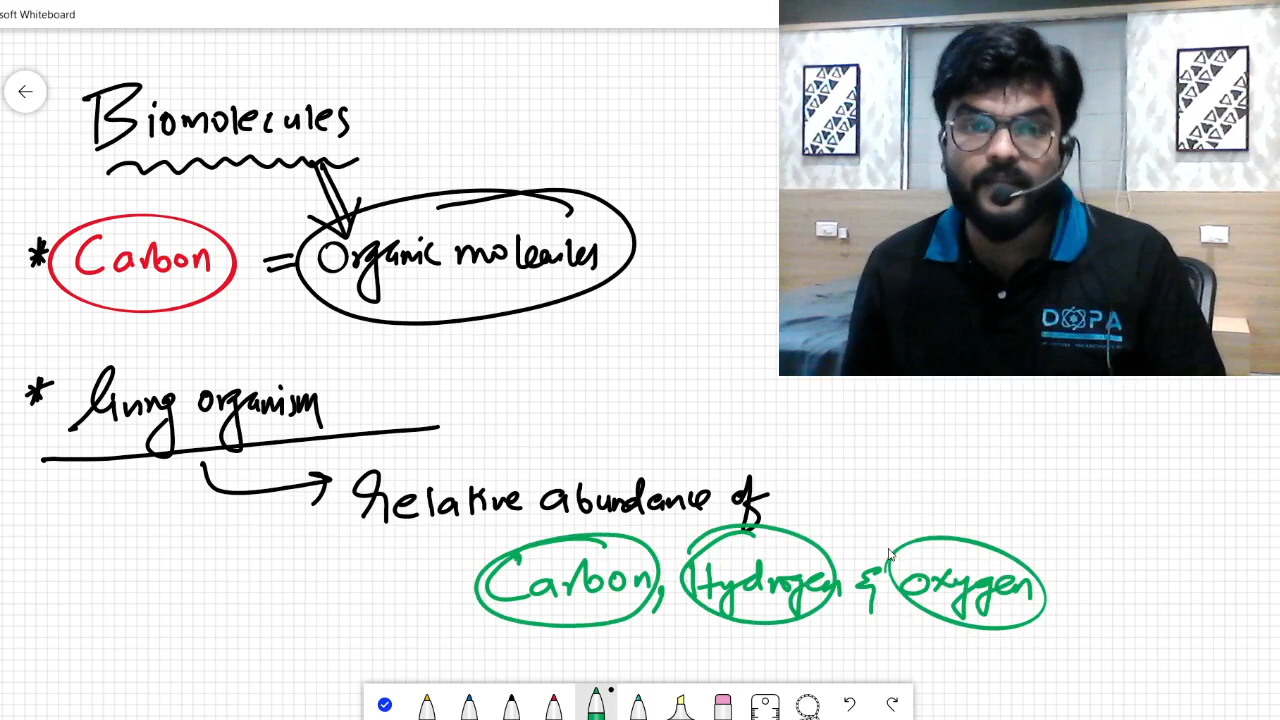 soft Whiteboard
Biomolecules
* Carbon = Organic molecules
DOPA
* Living organism
Relative abundance of
Carbon, Hydrogen & Oxygen